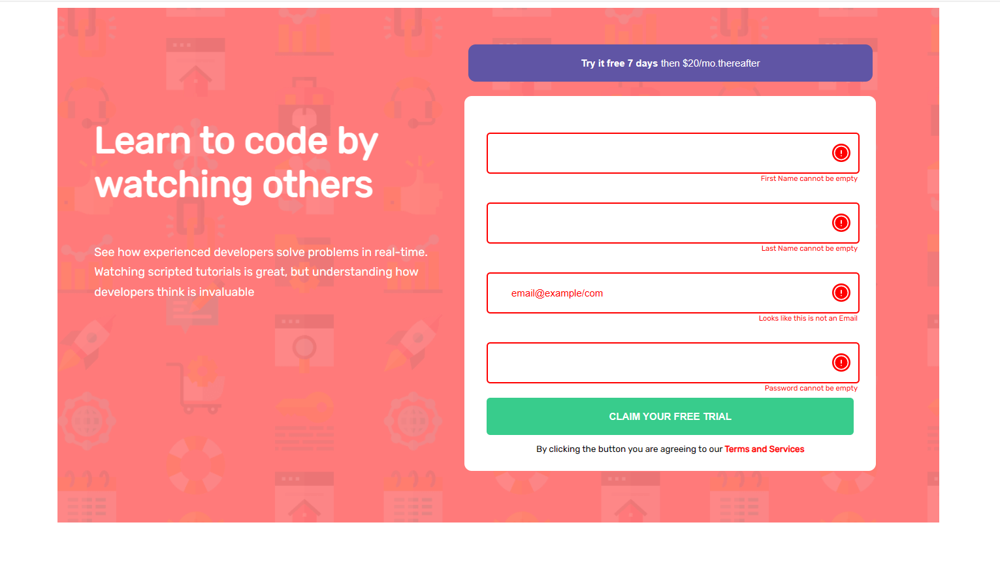 Learn to code by
watching others
See how experienced developers solve problems in real-time.
Watching scripted tutorials is great, but understanding how
developers think is invaluable
Try it free 7 days then $20/mo.thereafter
First Name cannot be empty
Last Name cannot be empty
email@example/com
Looks like this is not an Email
Password cannot be empty
CLAIM YOUR FREE TRIAL
By clicking the button you are agreeing to our Terms and Services